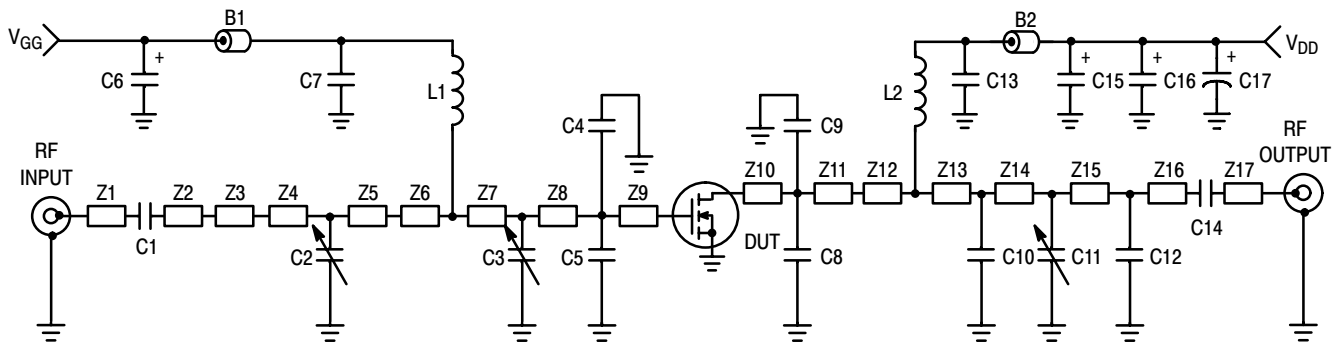 B1
B2
V_GG
+
C6
C7
L1
C4
C9
L2
C13
+
C15
+
C16
+
C17
V_DD
RF
INPUT
Z1
C1
Z2
Z3
Z4
C2
Z5
Z6
Z7
C3
Z8
C5
Z9
DUT
Z10
C8
Z11
Z12
Z13
C10
Z14
C11
Z15
C12
Z16
C14
Z17
RF
OUTPUT